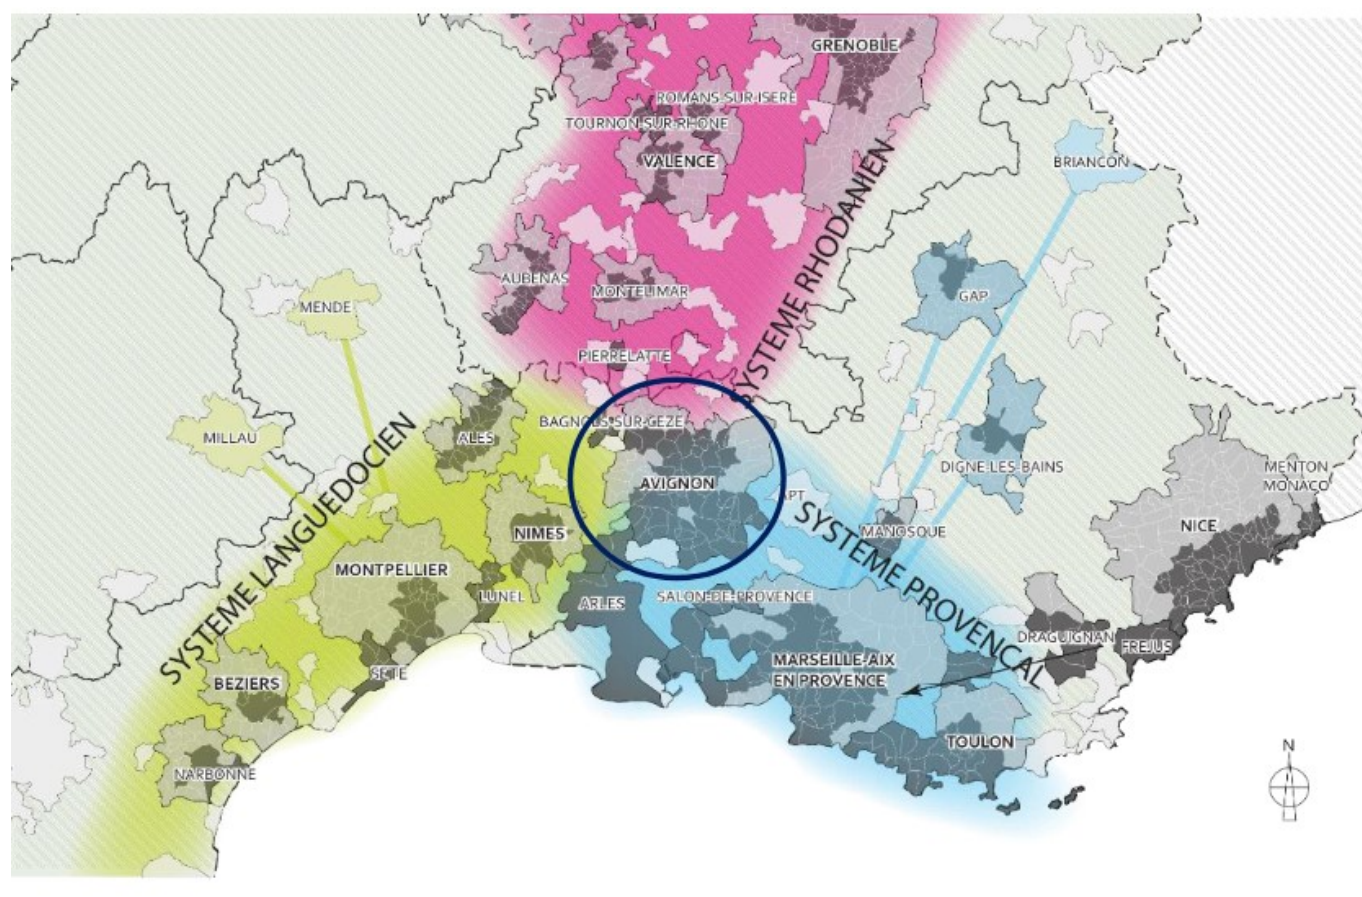 GRENOBLE
ROMANS-SUR-ISERE
TOURNON-SUR-RHONE
VALENCE
BRIANCON
SYSTEME RHODANIEN
AUBENAS
MONTELIMAR
GAP
MENDE
PIERRELATTE
BAGNOLS-SUR-CEZE
MILLAU
ALES
SYSTEME LANGUEDOCIEN
AVIGNON
APT
DIGNE-LES-BAINS
MENTON
MONACO
NICE
NIMES
MANOSQUE
SYSTEME PROVENCAL
MONTPELLIER
LUNEL
ARLES
SALON-DE-PROVENCE
DRAGUIGNAN
FREJUS
BEZIERS
SETE
MARSEILLE-AIX
EN PROVENCE
TOULON
NARBONNE
N